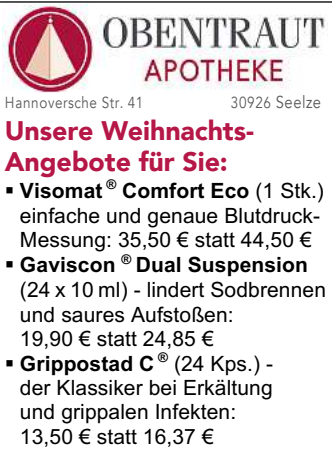 OBENTRAUT
APOTHEKE
Hannoversche Str. 41 30926 Seelze
Unsere Weihnachts-
Angebote für Sie:
▪ Visomat® Comfort Eco (1 Stk.)
einfache und genaue Blutdruck-
Messung: 35,50 € statt 44,50 €
▪ Gaviscon ® Dual Suspension
(24 x 10 ml) - lindert Sodbrennen
und saures Aufstoßen:
19,90 € statt 24,85 €
▪ Grippostad C® (24 Kps.) -
der Klassiker bei Erkältung
und grippalen Infekten:
13,50 € statt 16,37 €